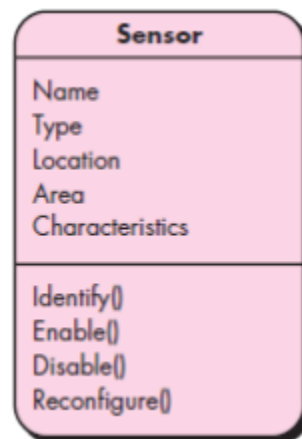 Sensor
Name
Type
Location
Area
Characteristics
Identify()
Enable()
Disable()
Reconfigure()